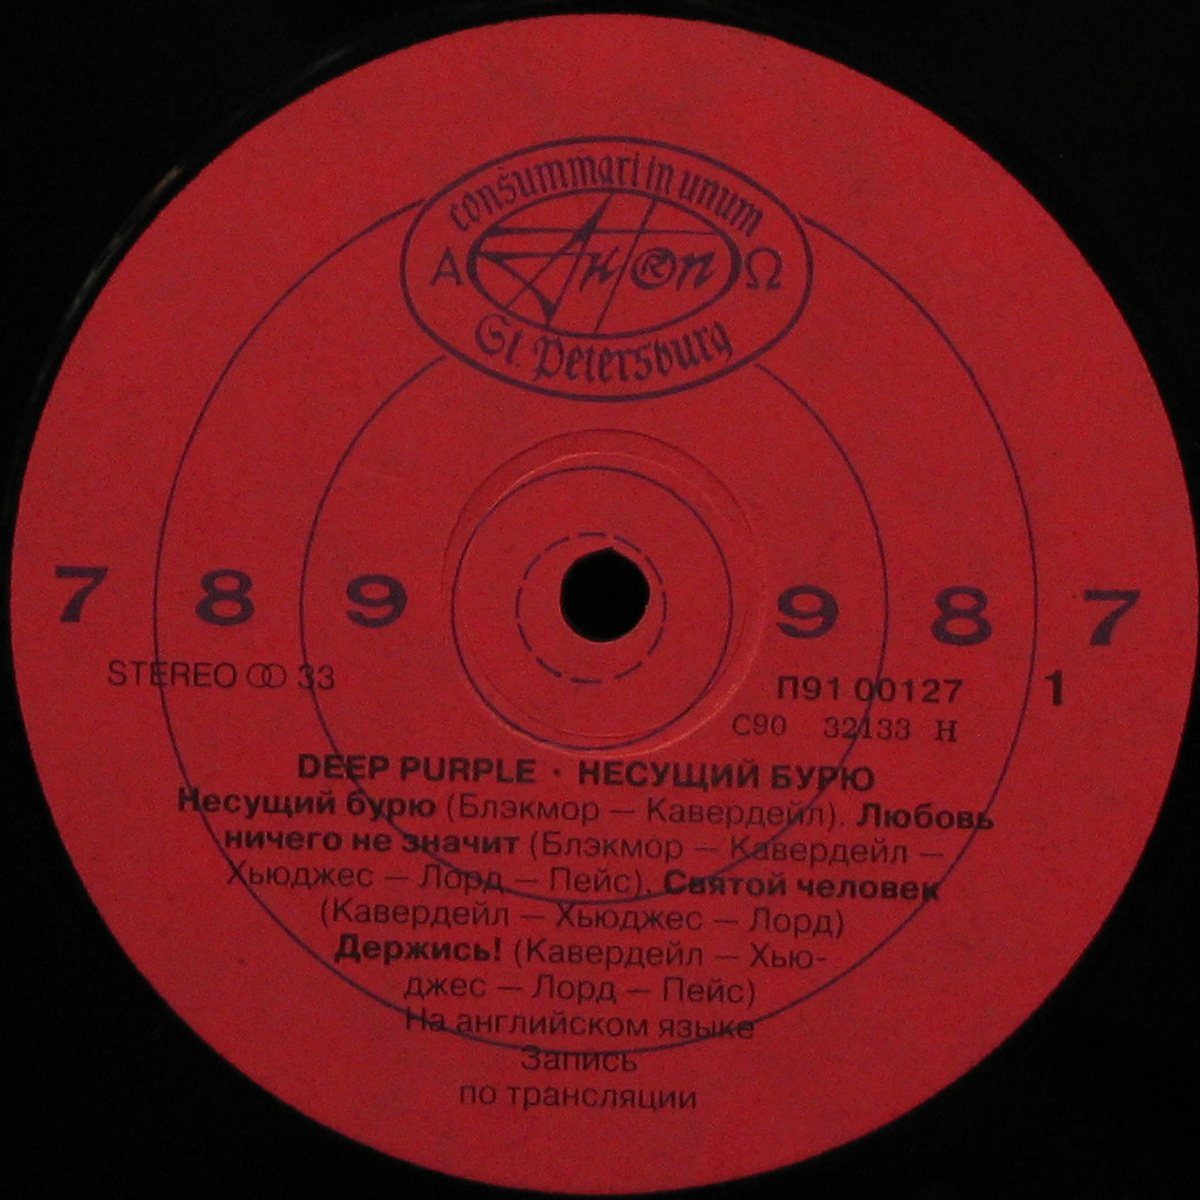 consummari in unum
Α Антроп Ω
St. Petersburg
7 8 9 9 8 7
STEREO 33 П91 00127 1
С90 32133 Н
DEEP PURPLE · НЕСУЩИЙ БУРЮ
Несущий бурю (Блэкмор — Кавердейл). Любовь
ничего не значит (Блэкмор — Кавердейл —
Хьюджес — Лорд — Пейс). Святой человек
(Кавердейл — Хьюджес — Лорд)
Держись! (Кавердейл — Хью-
джес — Лорд — Пейс)
На английском языке
Запись
по трансляции